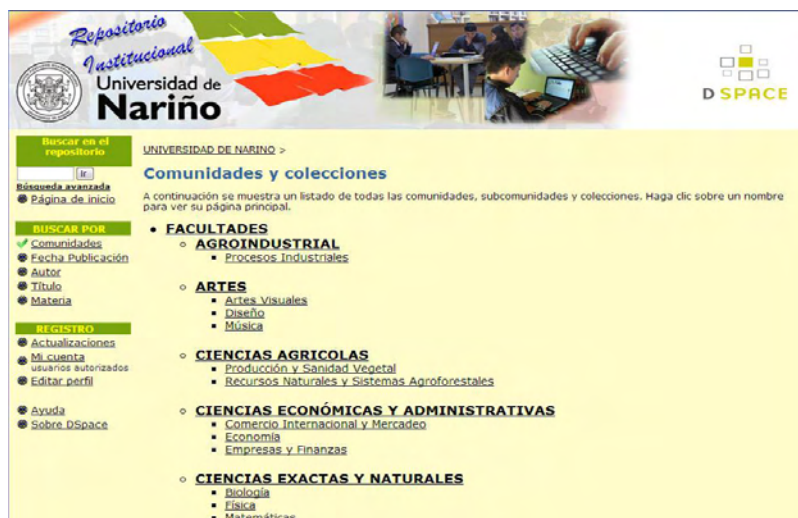 Repositorio
Institucional
Universidad de
Nariño
DSPACE
Buscar en el
repositorio
Ir
Búsqueda avanzada
Página de inicio
BUSCAR POR
Comunidades
Fecha Publicación
Autor
Título
Materia
REGISTRO
Actualizaciones
Mi cuenta
usuarios autorizados
Editar perfil
Ayuda
Sobre DSpace
UNIVERSIDAD DE NARINO >
Comunidades y colecciones
A continuación se muestra un listado de todas las comunidades, subcomunidades y colecciones. Haga clic sobre un nombre
para ver su página principal.
FACULTADES
AGROINDUSTRIAL
Procesos Industriales
ARTES
Artes Visuales
Diseño
Música
CIENCIAS AGRICOLAS
Producción y Sanidad Vegetal
Recursos Naturales y Sistemas Agroforestales
CIENCIAS ECONÓMICAS Y ADMINISTRATIVAS
Comercio Internacional y Mercadeo
Economía
Empresas y Finanzas
CIENCIAS EXACTAS Y NATURALES
Biología
Física
Matemáticas